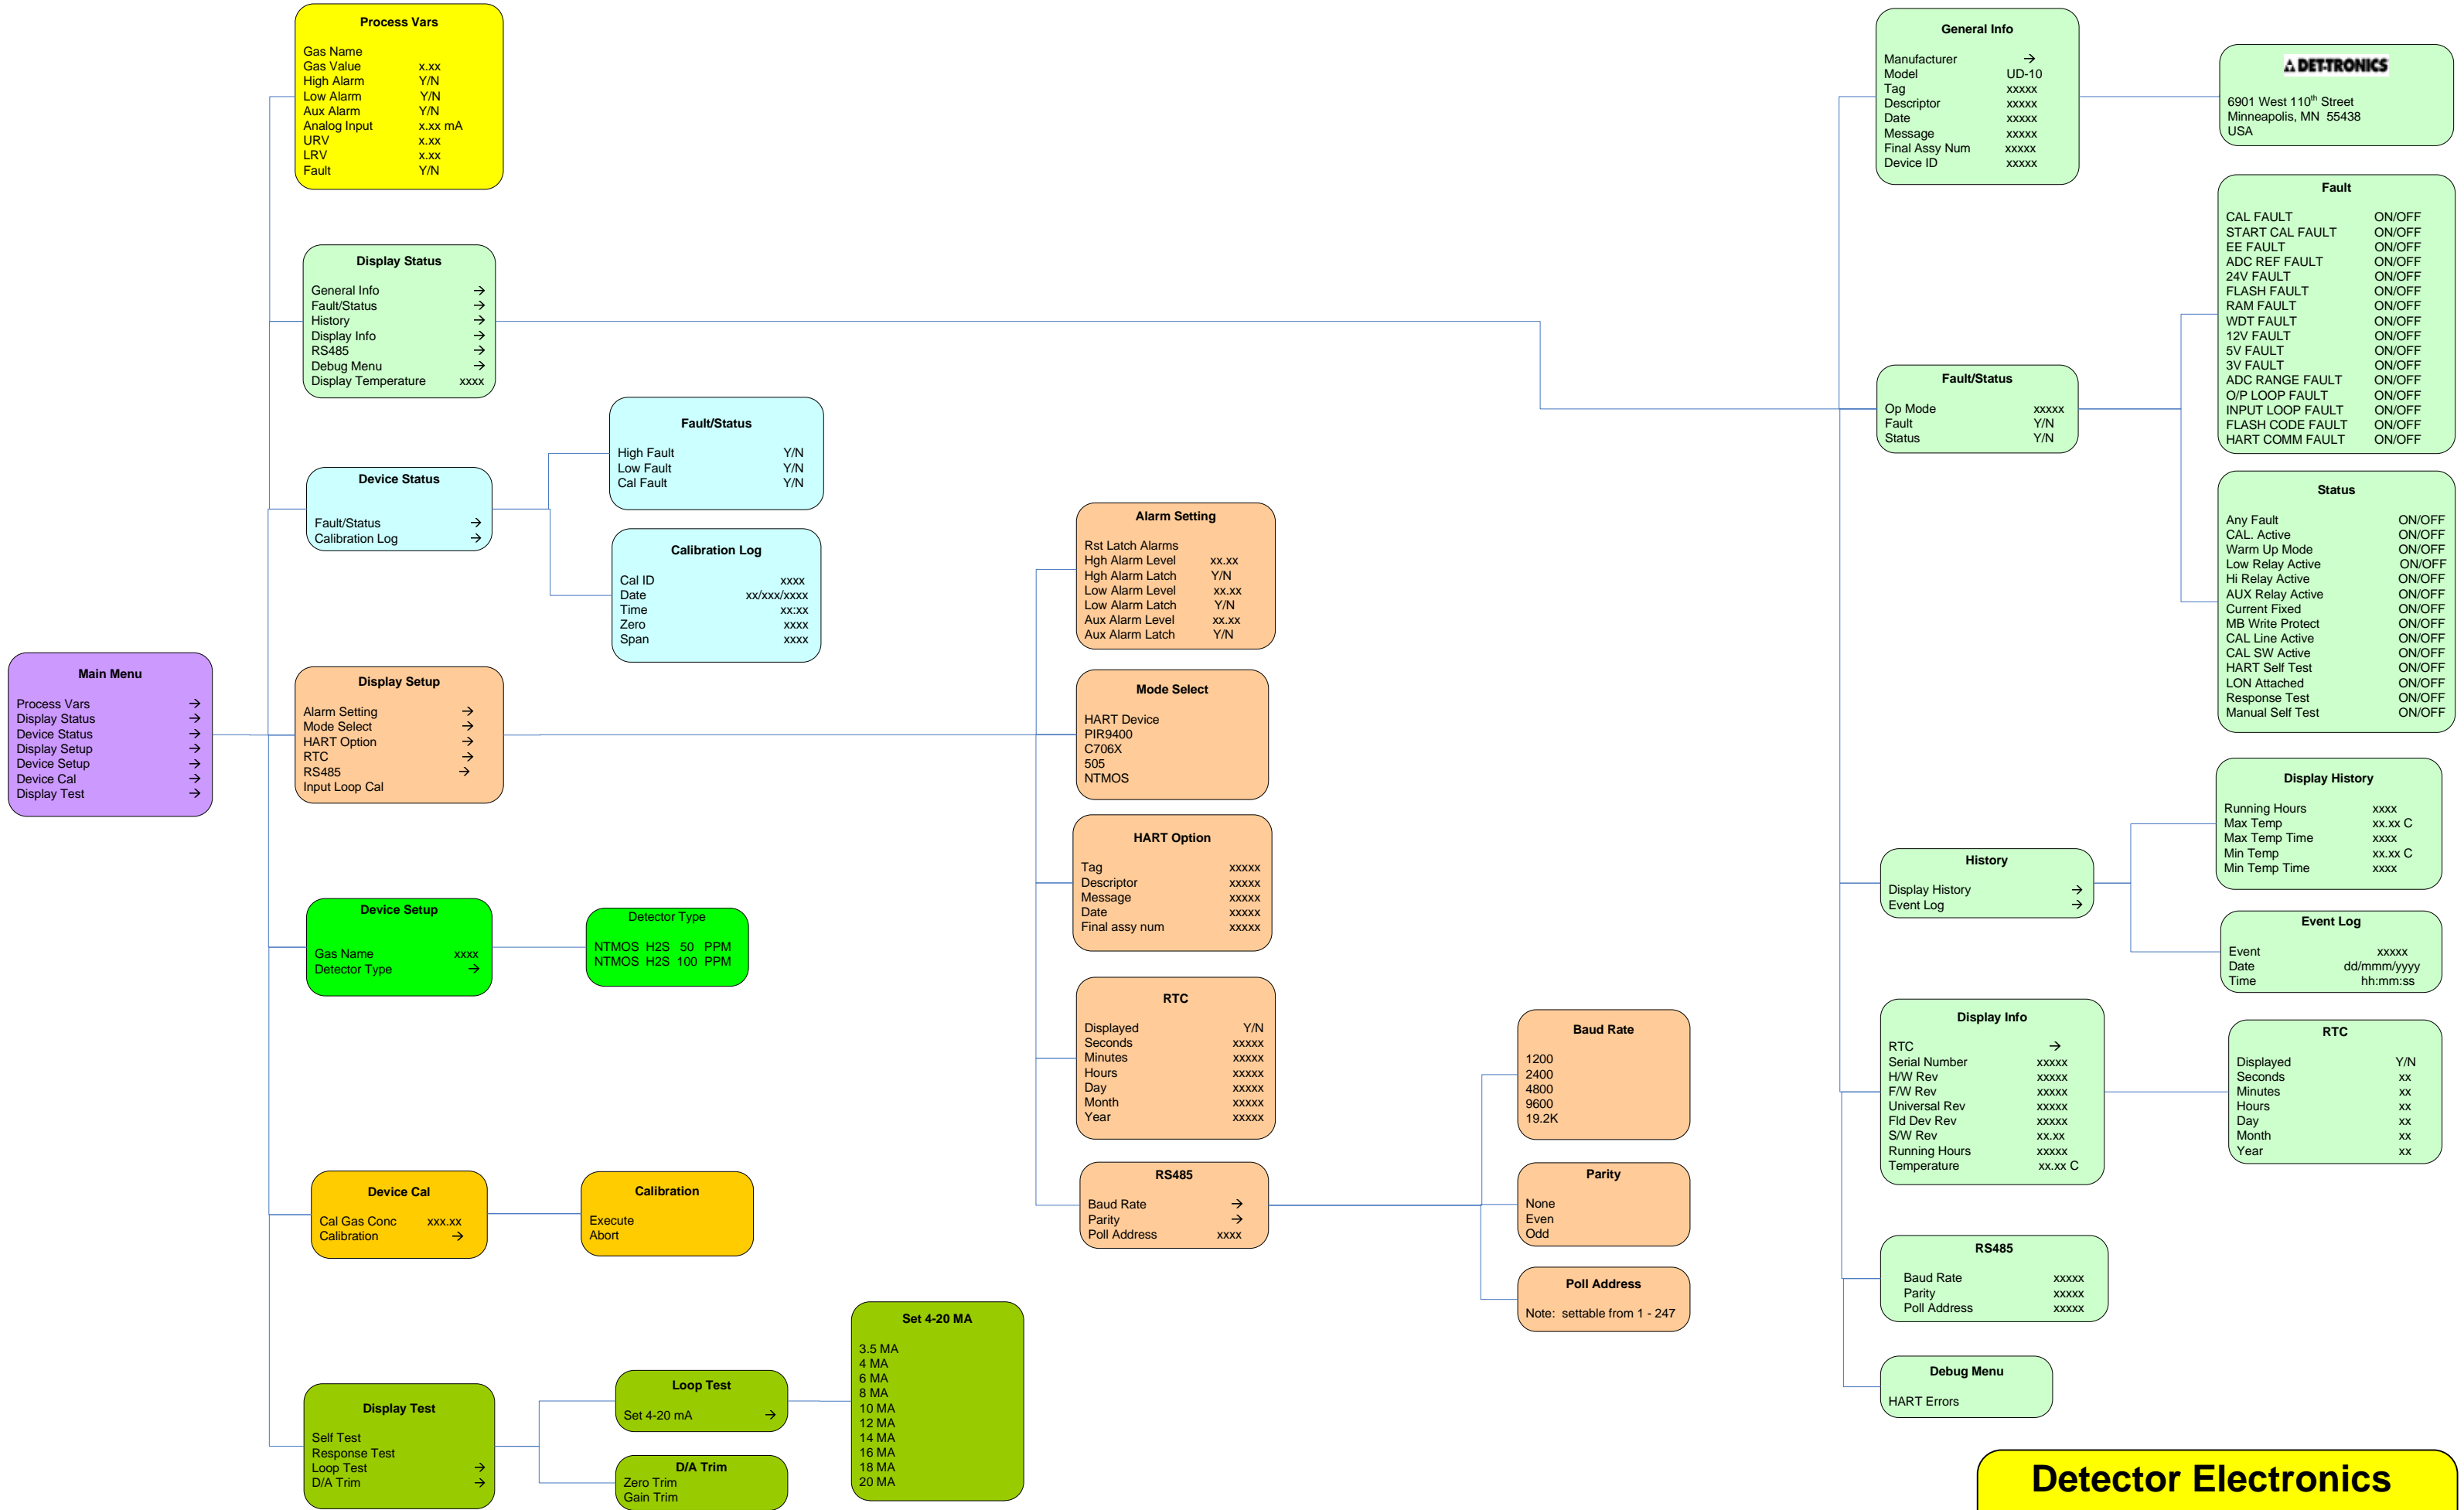 Main Menu
Process Vars →
Display Status →
Device Status →
Display Setup →
Device Setup →
Device Cal →
Display Test →
Process Vars
Gas Name
Gas Value x.xx
High Alarm Y/N
Low Alarm Y/N
Aux Alarm Y/N
Analog Input x.xx mA
URV x.xx
LRV x.xx
Fault Y/N
Display Status
General Info →
Fault/Status →
History →
Display Info →
RS485 →
Debug Menu →
Display Temperature xxxx
Device Status
Fault/Status →
Calibration Log →
Fault/Status
High Fault Y/N
Low Fault Y/N
Cal Fault Y/N
Calibration Log
Cal ID xxxx
Date xx/xxx/xxxx
Time xx:xx
Zero xxxx
Span xxxx
Display Setup
Alarm Setting →
Mode Select →
HART Option →
RTC →
RS485 →
Input Loop Cal
Device Setup
Gas Name xxxx
Detector Type →
Detector Type
NTMOS H2S 50 PPM
NTMOS H2S 100 PPM
Device Cal
Cal Gas Conc xxx.xx
Calibration →
Calibration
Execute
Abort
Display Test
Self Test
Response Test
Loop Test →
D/A Trim →
Loop Test
Set 4-20 mA →
D/A Trim
Zero Trim
Gain Trim
Set 4-20 MA
3.5 MA
4 MA
6 MA
8 MA
10 MA
12 MA
14 MA
16 MA
18 MA
20 MA
Alarm Setting
Rst Latch Alarms
Hgh Alarm Level xx.xx
Hgh Alarm Latch Y/N
Low Alarm Level xx.xx
Low Alarm Latch Y/N
Aux Alarm Level xx.xx
Aux Alarm Latch Y/N
Mode Select
HART Device
PIR9400
C706X
505
NTMOS
HART Option
Tag xxxxx
Descriptor xxxxx
Message xxxxx
Date xxxxx
Final assy num xxxxx
RTC
Displayed Y/N
Seconds xxxxx
Minutes xxxxx
Hours xxxxx
Day xxxxx
Month xxxxx
Year xxxxx
RS485
Baud Rate →
Parity →
Poll Address xxxx
Baud Rate
1200
2400
4800
9600
19.2K
Parity
None
Even
Odd
Poll Address
Note: settable from 1 - 247
General Info
Manufacturer →
Model UD-10
Tag xxxxx
Descriptor xxxxx
Date xxxxx
Message xxxxx
Final Assy Num xxxxx
Device ID xxxxx
DET-TRONICS
6901 West 110th Street
Minneapolis, MN 55438
USA
Fault/Status
Op Mode xxxxx
Fault Y/N
Status Y/N
Fault
CAL FAULT ON/OFF
START CAL FAULT ON/OFF
EE FAULT ON/OFF
ADC REF FAULT ON/OFF
24V FAULT ON/OFF
FLASH FAULT ON/OFF
RAM FAULT ON/OFF
WDT FAULT ON/OFF
12V FAULT ON/OFF
5V FAULT ON/OFF
3V FAULT ON/OFF
ADC RANGE FAULT ON/OFF
O/P LOOP FAULT ON/OFF
INPUT LOOP FAULT ON/OFF
FLASH CODE FAULT ON/OFF
HART COMM FAULT ON/OFF
Status
Any Fault ON/OFF
CAL. Active ON/OFF
Warm Up Mode ON/OFF
Low Relay Active ON/OFF
Hi Relay Active ON/OFF
AUX Relay Active ON/OFF
Current Fixed ON/OFF
MB Write Protect ON/OFF
CAL Line Active ON/OFF
CAL SW Active ON/OFF
HART Self Test ON/OFF
LON Attached ON/OFF
Response Test ON/OFF
Manual Self Test ON/OFF
History
Display History →
Event Log →
Display History
Running Hours xxxx
Max Temp xx.xx C
Max Temp Time xxxx
Min Temp xx.xx C
Min Temp Time xxxx
Event Log
Event xxxxx
Date dd/mmm/yyyy
Time hh:mm:ss
Display Info
RTC →
Serial Number xxxxx
H/W Rev xxxxx
F/W Rev xxxxx
Universal Rev xxxxx
Fld Dev Rev xxxxx
S/W Rev xx.xx
Running Hours xxxxx
Temperature xx.xx C
RTC
Displayed Y/N
Seconds xx
Minutes xx
Hours xx
Day xx
Month xx
Year xx
RS485
Baud Rate xxxxx
Parity xxxxx
Poll Address xxxxx
Debug Menu
HART Errors
Detector Electronics